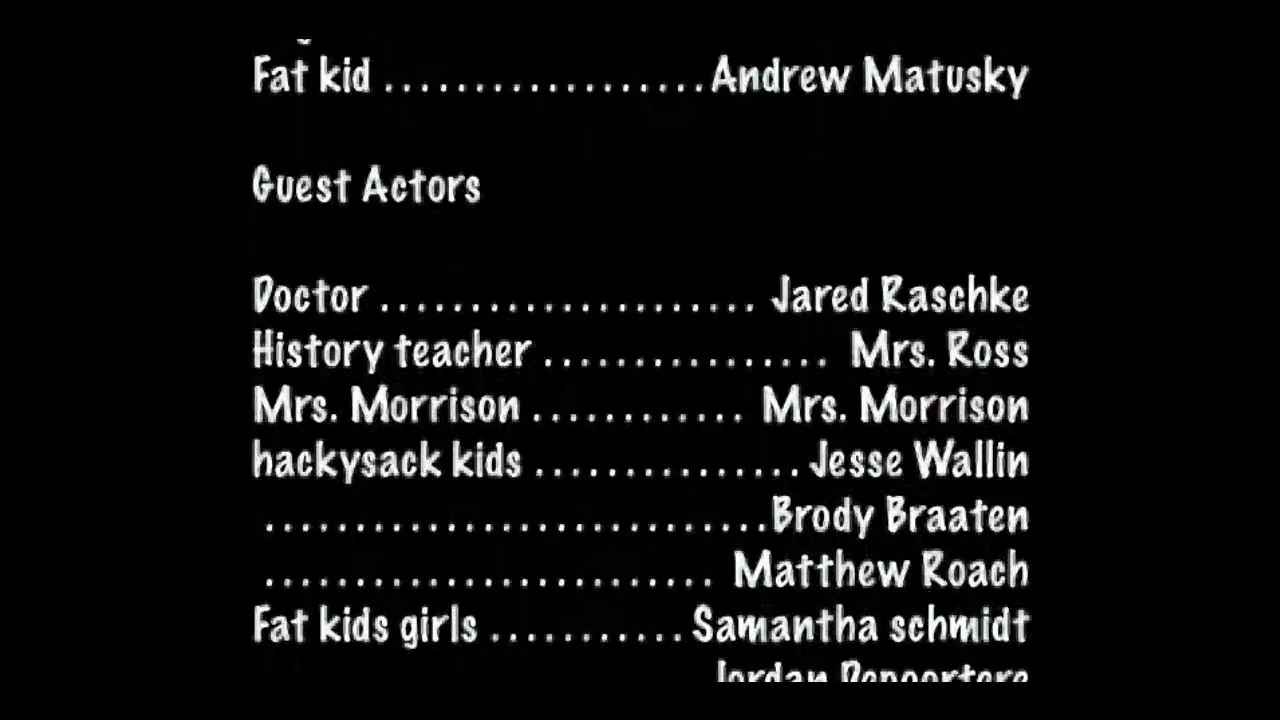 Fat kid ..................Andrew Matusky
Guest Actors
Doctor ..................... Jared Raschke
History teacher ................ Mrs. Ross
Mrs. Morrison ............ Mrs. Morrison
hackysack kids ...............Jesse Wallin
............................Brody Braaten
......................... Matthew Roach
Fat kids girls ...........Samantha schmidt
Jordan